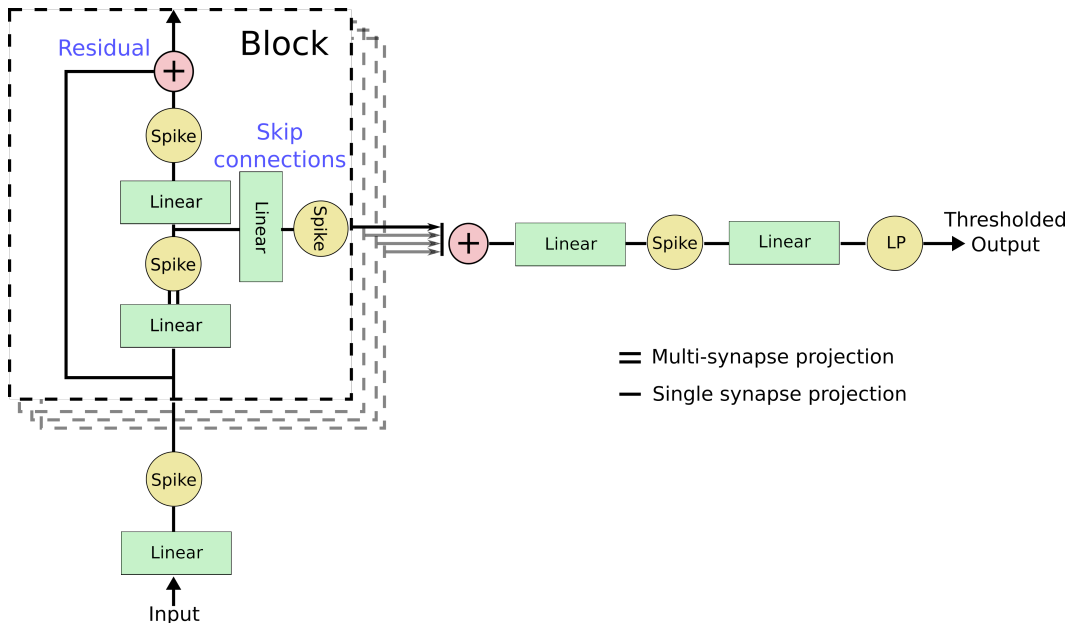 Residual
Block
+
Spike
Skip
connections
Linear
Linear
Spike
Spike
Linear
+
Linear
Spike
Linear
LP
Thresholded
Output
Multi-synapse projection
Single synapse projection
Spike
Linear
Input